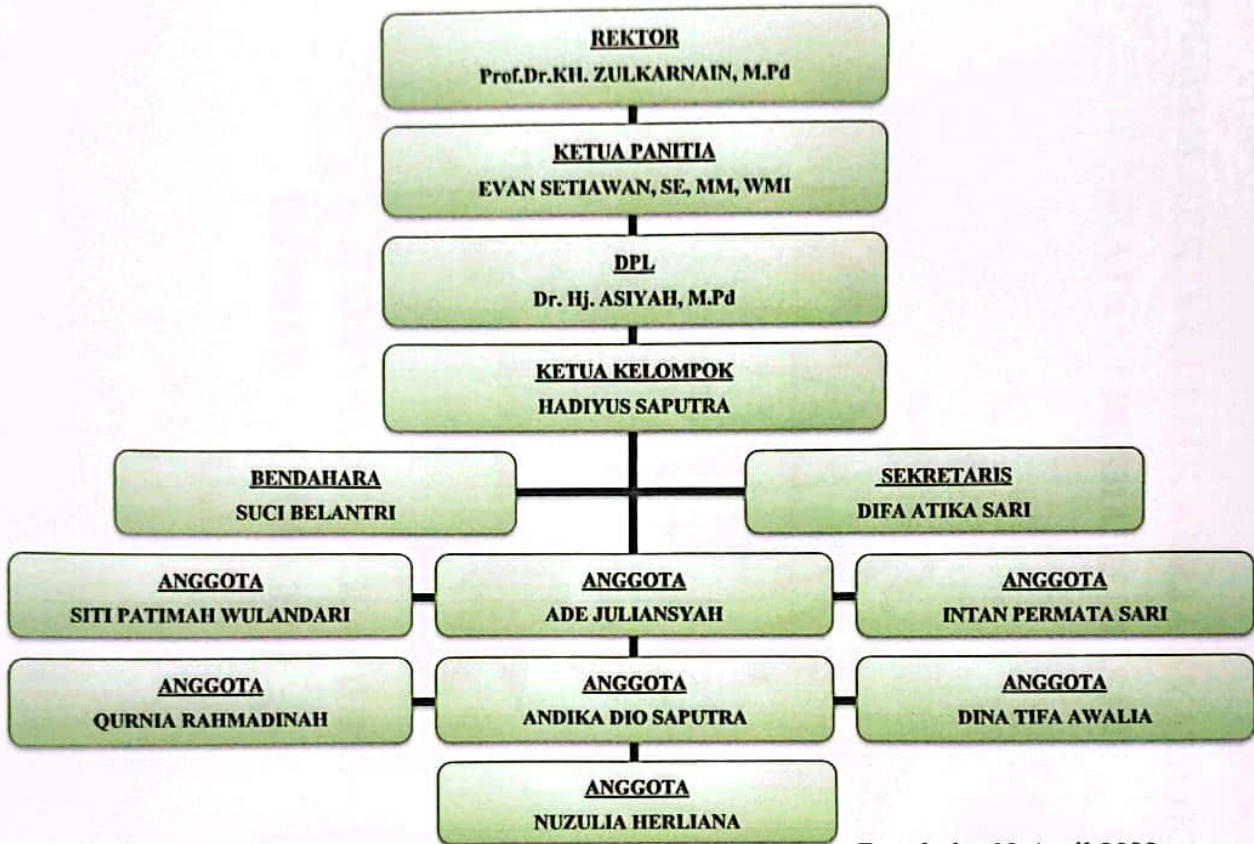 REKTOR
Prof.Dr.KH. ZULKARNAIN, M.Pd
KETUA PANITIA
EVAN SETIAWAN, SE, MM, WMI
DPL
Dr. Hj. ASIYAH, M.Pd
KETUA KELOMPOK
HADIYUS SAPUTRA
BENDAHARA
SUCI BELANTRI
SEKRETARIS
DIFA ATIKA SARI
ANGGOTA
SITI PATIMAH WULANDARI
ANGGOTA
ADE JULIANSYAH
ANGGOTA
INTAN PERMATA SARI
ANGGOTA
QURNIA RAHMADINAH
ANGGOTA
ANDIKA DIO SAPUTRA
ANGGOTA
DINA TIFA AWALIA
ANGGOTA
NUZULIA HERLIANA